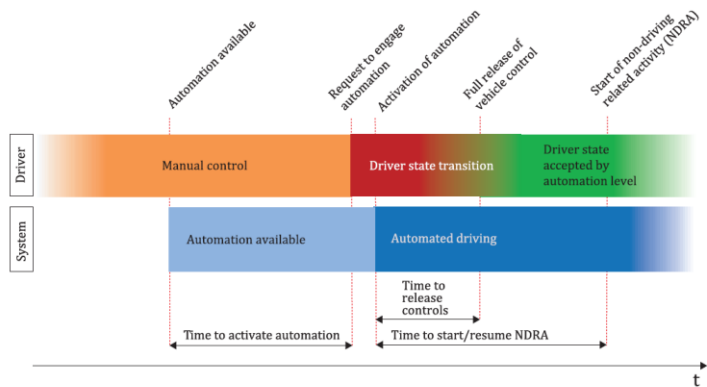 Automation available
Request to engage
automation
Activation of automation
Full release of
vehicle control
Start of non-driving
related activity (NDRA)
Driver
Manual control
Driver state transition
Driver state
accepted by
automation level
System
Automation available
Automated driving
Time to
release
controls
Time to activate automation
Time to start/resume NDRA
t